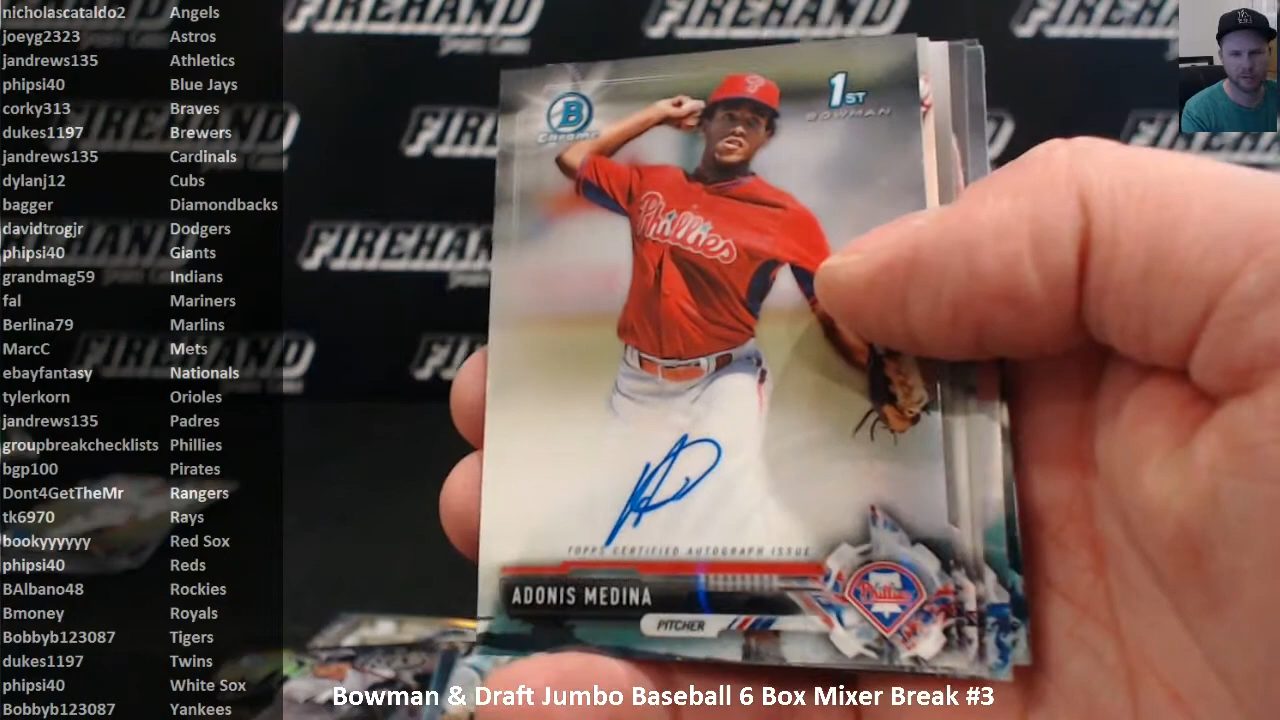 nicholascataldo2 Angels
joeyg2323 Astros
jandrews135 Athletics
phipsi40 Blue Jays
corky313 Braves
dukes1197 Brewers
jandrews135 Cardinals
dylanj12 Cubs
bagger Diamondbacks
davidtrogjr Dodgers
phipsi40 Giants
grandmag59 Indians
fal Mariners
Berlina79 Marlins
MarcC Mets
ebayfantasy Nationals
tylerkorn Orioles
jandrews135 Padres
groupbreakchecklists Phillies
bgp100 Pirates
Dont4GetTheMr Rangers
tk6970 Rays
bookyyyyyy Red Sox
phipsi40 Reds
BAlbano48 Rockies
Bmoney Royals
Bobbyb123087 Tigers
dukes1197 Twins
phipsi40 White Sox
Bobbyb123087 Yankees
FIREHAND
FIREHAND
B
Chrome
1ST
BOWMAN
Phillies
TOPPS CERTIFIED AUTOGRAPH ISSUE
ADONIS MEDINA
PITCHER
Phillies
Bowman & Draft Jumbo Baseball 6 Box Mixer Break #3